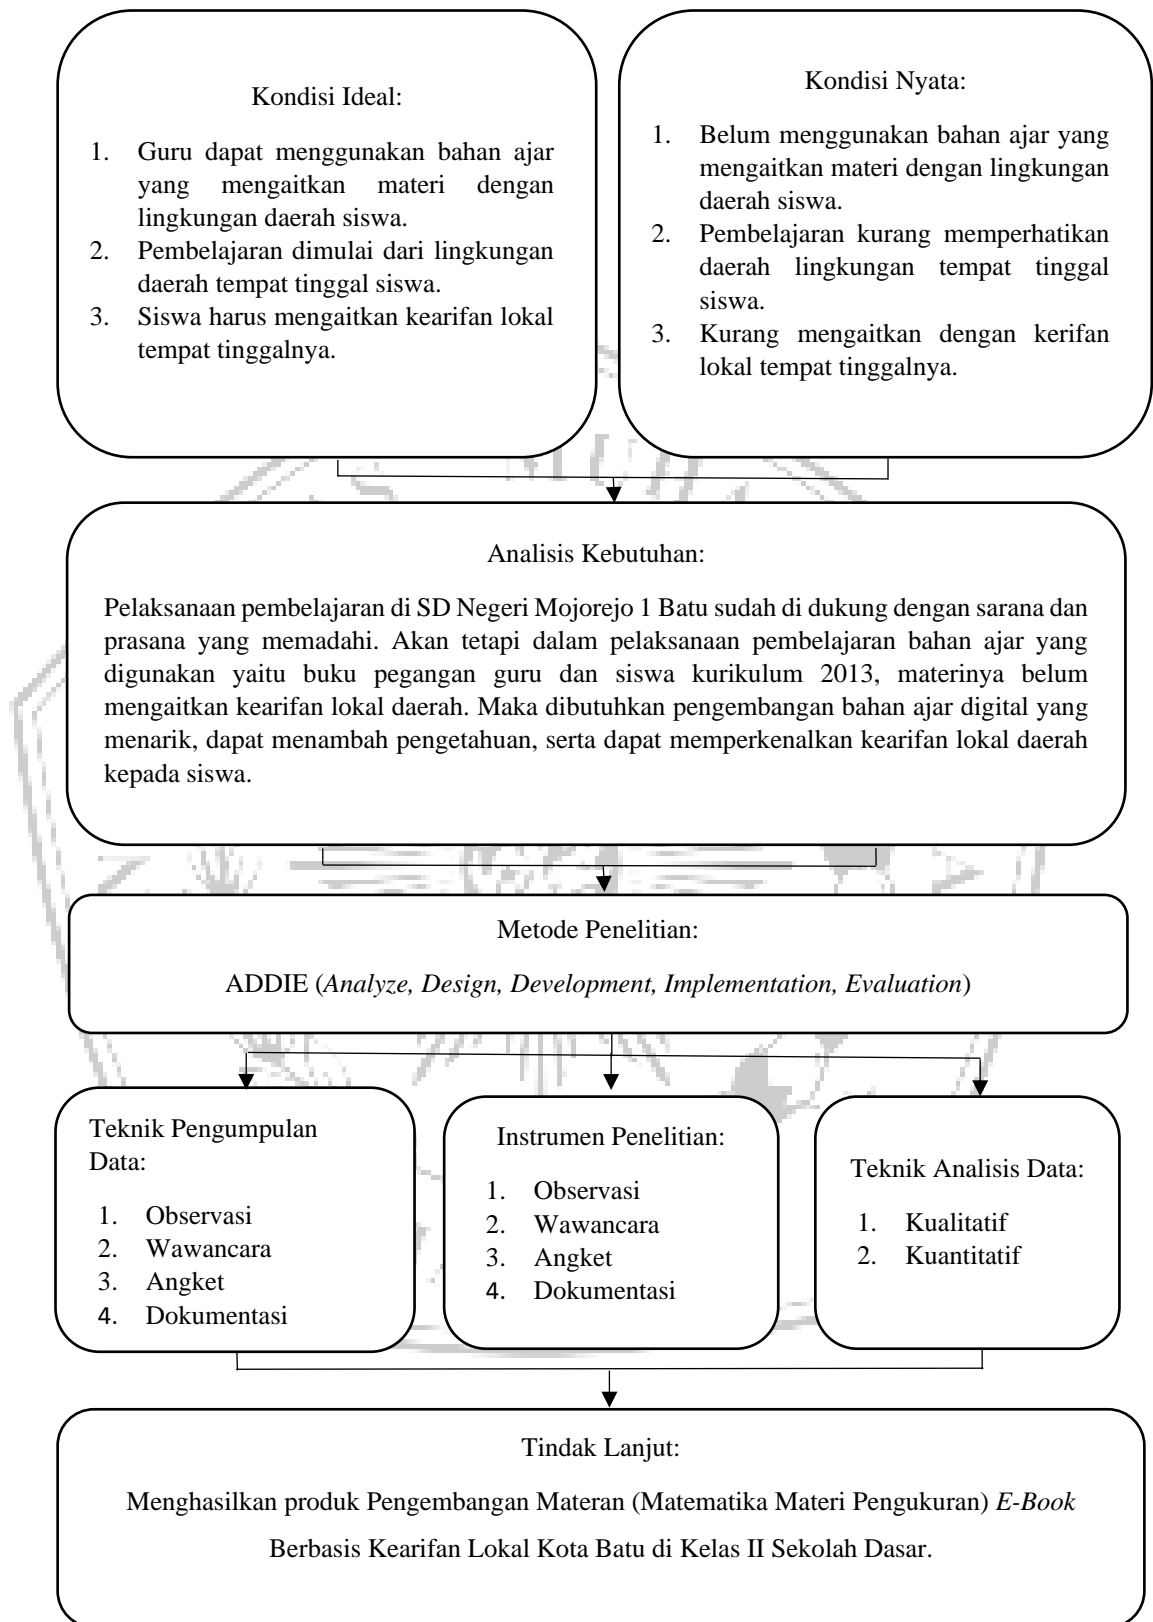 Kondisi Ideal:
1. Guru dapat menggunakan bahan ajar
yang mengaitkan materi dengan
lingkungan daerah siswa.
2. Pembelajaran dimulai dari lingkungan
daerah tempat tinggal siswa.
3. Siswa harus mengaitkan kearifan lokal
tempat tinggalnya.
Kondisi Nyata:
1. Belum menggunakan bahan ajar yang
mengaitkan materi dengan lingkungan
daerah siswa.
2. Pembelajaran kurang memperhatikan
daerah lingkungan tempat tinggal
siswa.
3. Kurang mengaitkan dengan kerifan
lokal tempat tinggalnya.
Analisis Kebutuhan:
Pelaksanaan pembelajaran di SD Negeri Mojorejo 1 Batu sudah di dukung dengan sarana dan
prasana yang memadahi. Akan tetapi dalam pelaksanaan pembelajaran bahan ajar yang
digunakan yaitu buku pegangan guru dan siswa kurikulum 2013, materinya belum
mengaitkan kearifan lokal daerah. Maka dibutuhkan pengembangan bahan ajar digital yang
menarik, dapat menambah pengetahuan, serta dapat memperkenalkan kearifan lokal daerah
kepada siswa.
Metode Penelitian:
ADDIE (Analyze, Design, Development, Implementation, Evaluation)
Teknik Pengumpulan
Data:
1. Observasi
2. Wawancara
3. Angket
4. Dokumentasi
Instrumen Penelitian:
1. Observasi
2. Wawancara
3. Angket
4. Dokumentasi
Teknik Analisis Data:
1. Kualitatif
2. Kuantitatif
Tindak Lanjut:
Menghasilkan produk Pengembangan Materan (Matematika Materi Pengukuran) E-Book
Berbasis Kearifan Lokal Kota Batu di Kelas II Sekolah Dasar.